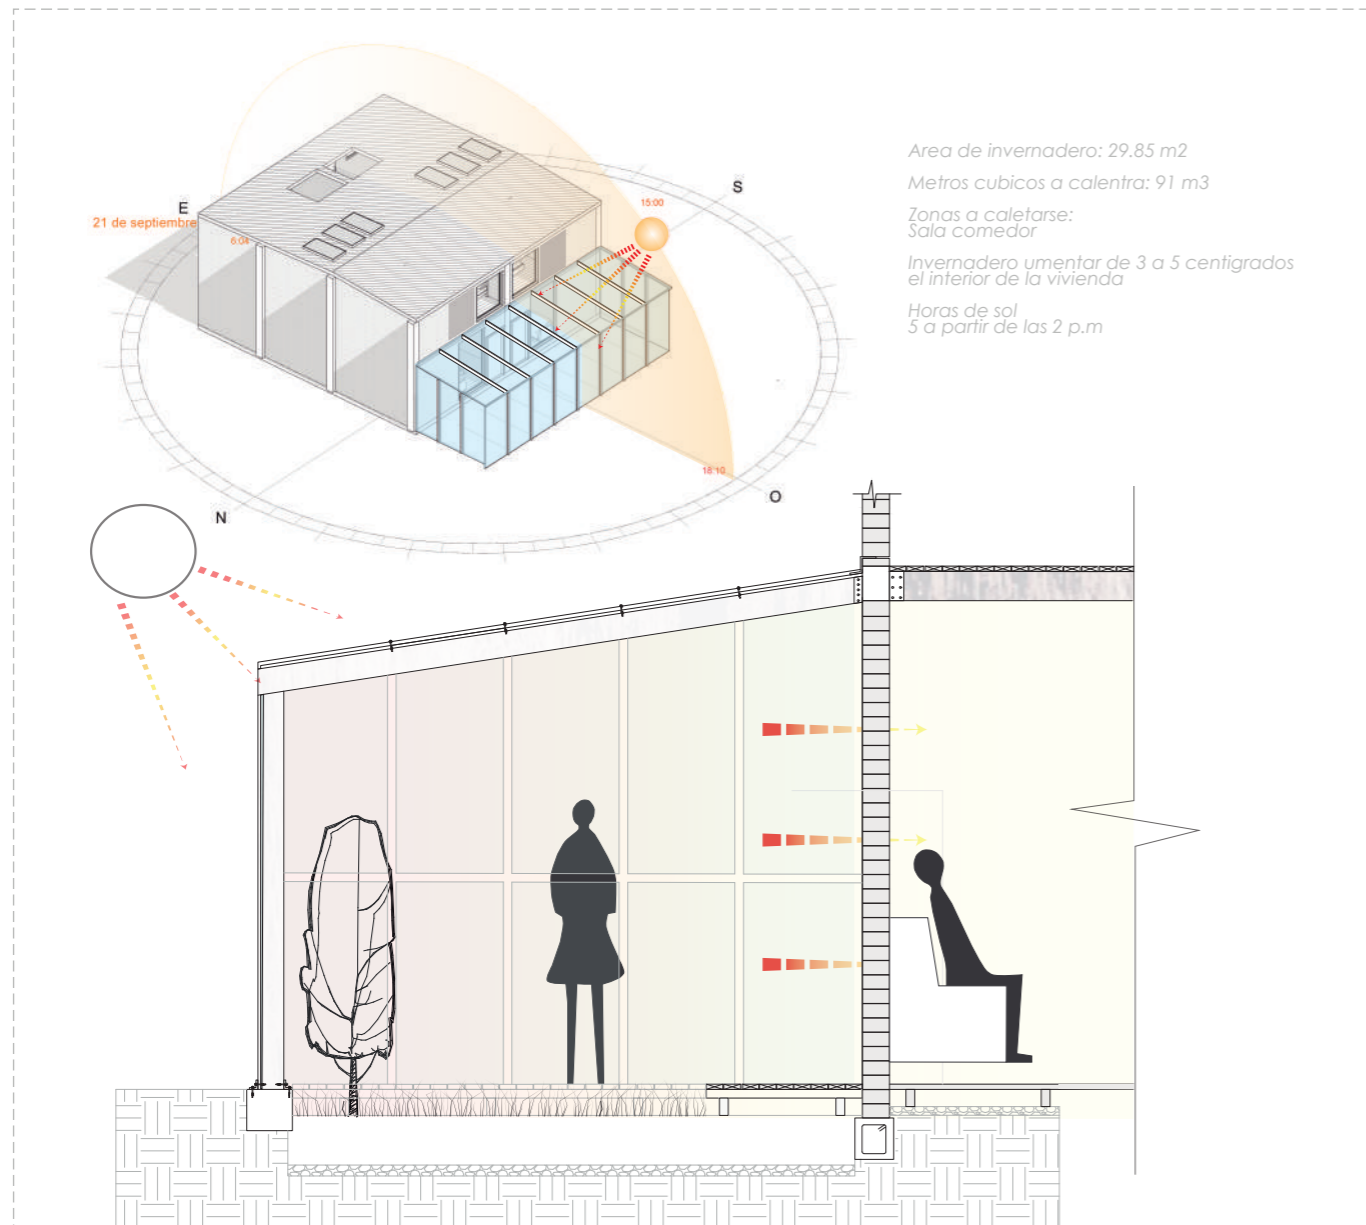 Area de invernadero: 29.85 m2
Metros cubicos a calentra: 91 m3
Zonas a caletarse:
Sala comedor
Invernadero umentar de 3 a 5 centigrados
el interior de la vivienda
Horas de sol
5 a partir de las 2 p.m
E
21 de septiembre
6:04
S
15:00
18:10
O
N